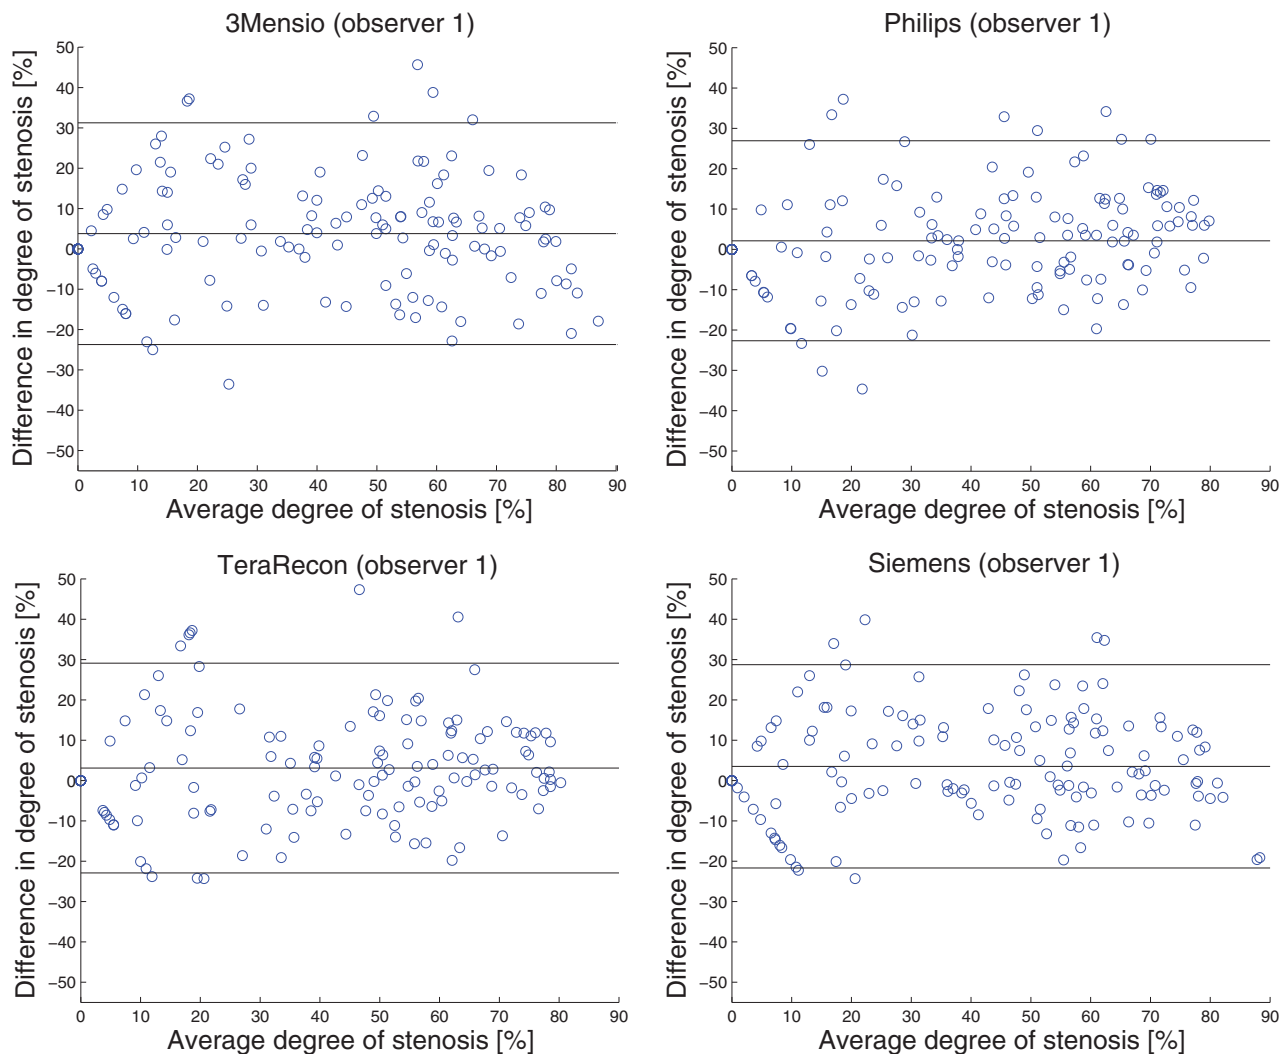 3Mensio (observer 1)
Difference in degree of stenosis [%]
50
40
30
20
10
0
−10
−20
−30
−40
−50
0 10 20 30 40 50 60 70 80 90
Average degree of stenosis [%]
Philips (observer 1)
Difference in degree of stenosis [%]
50
40
30
20
10
0
−10
−20
−30
−40
−50
0 10 20 30 40 50 60 70 80 90
Average degree of stenosis [%]
TeraRecon (observer 1)
Difference in degree of stenosis [%]
50
40
30
20
10
0
−10
−20
−30
−40
−50
0 10 20 30 40 50 60 70 80 90
Average degree of stenosis [%]
Siemens (observer 1)
Difference in degree of stenosis [%]
50
40
30
20
10
0
−10
−20
−30
−40
−50
0 10 20 30 40 50 60 70 80 90
Average degree of stenosis [%]